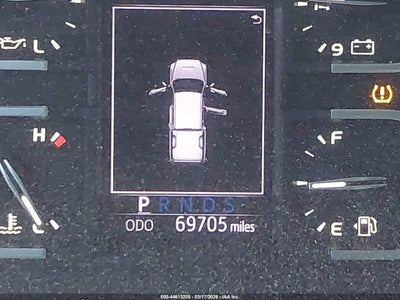 L
9
H
F
P R N D S
C
E
ODO 69705 miles
000-44613205 - 03/17/2026 - IAA Inc.